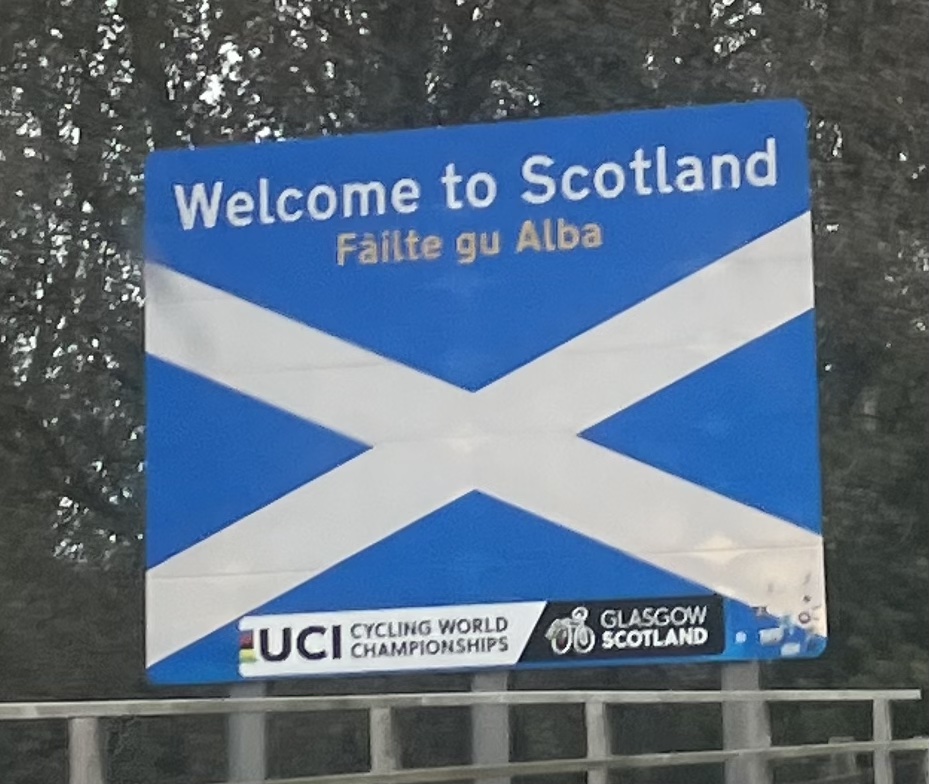 Welcome to Scotland
Fàilte gu Alba
UCI
CYCLING WORLD
CHAMPIONSHIPS
GLASGOW
SCOTLAND